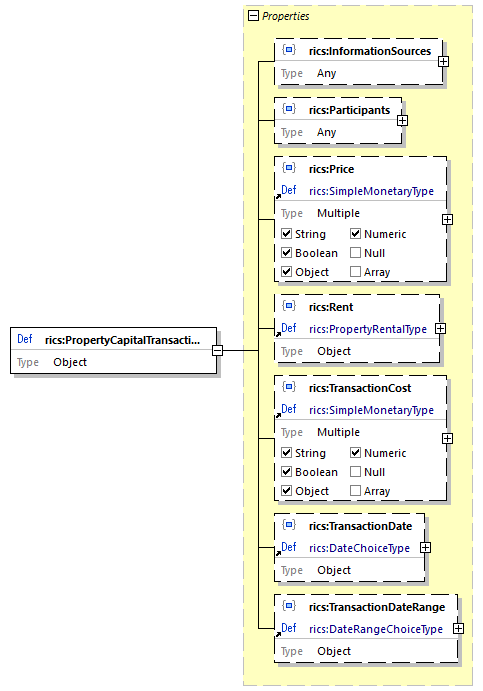 Properties
rics:InformationSources
Type Any
rics:Participants
Type Any
rics:Price
Def rics:SimpleMonetaryType
Type Multiple
String Numeric
Boolean Null
Object Array
rics:Rent
Def rics:PropertyRentalType
Type Object
Def rics:PropertyCapitalTransacti...
Type Object
rics:TransactionCost
Def rics:SimpleMonetaryType
Type Multiple
String Numeric
Boolean Null
Object Array
rics:TransactionDate
Def rics:DateChoiceType
Type Object
rics:TransactionDateRange
Def rics:DateRangeChoiceType
Type Object